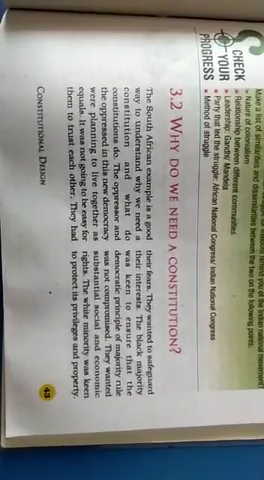 remind you of the Indian national movement?
Make a list of similarities and dissimilarities between the two on the following points:
CHECK YOUR PROGRESS
Nature of colonialism
Relationship between different communities
Leadership: Gandhi/ Mandela
Party that led the struggle: African National Congress/ Indian National Congress
Method of struggle
3.2 WHY DO WE NEED A CONSTITUTION?
The South African example is a good
way to understand why we need a
constitution and what do
constitutions do. The oppressor and
the oppressed in this new democracy
were planning to live together as
equals. It was not going to be easy for
them to trust each other. They had
their fears. They wanted to safeguard
their interests. The black majority
was keen to ensure that the
democratic principle of majority rule
was not compromised. They wanted
substantial social and economic
rights. The white minority was keen
to protect its privileges and property.
CONSTITUTIONAL DESIGN
43